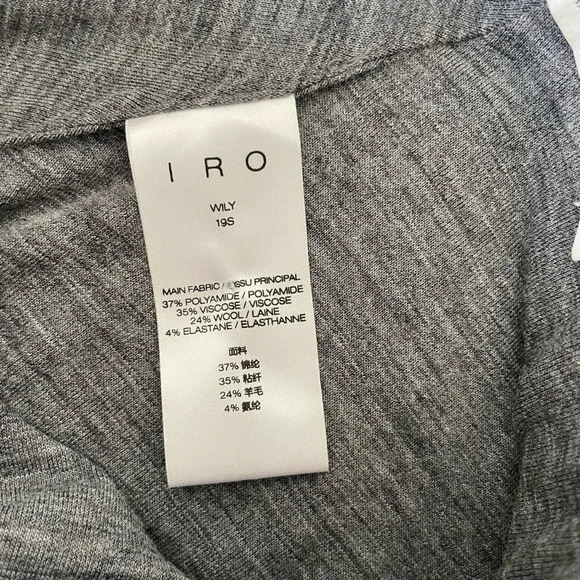 IRO
WILY
19S
MAIN FABRIC / TISSU PRINCIPAL
37% POLYAMIDE / POLYAMIDE
35% VISCOSE / VISCOSE
24% WOOL / LAINE
4% ELASTANE / ELASTHANNE
面料
37% 锦纶
35% 粘纤
24% 羊毛
4% 氨纶